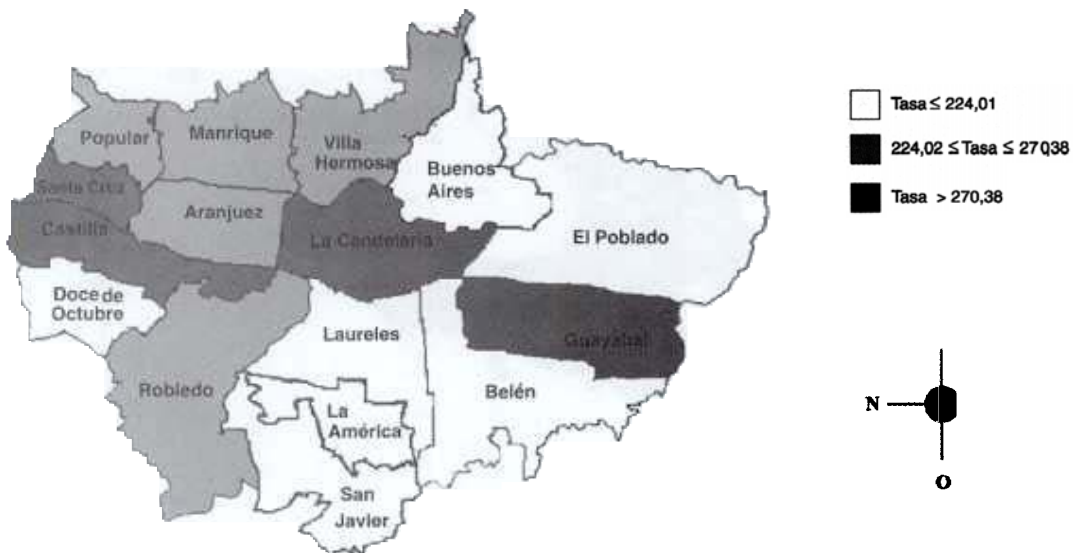 Popular
Manrique
Villa
Hermosa
Buenos
Aires
Santa Cruz
Aranjuez
Castilla
La Candelaria
El Poblado
Doce de
Octubre
Laureles
Guayabal
Robledo
Belén
La
América
San
Javier
Tasa ≤ 224,01
224,02 ≤ Tasa ≤ 270,38
Tasa > 270,38
N
O